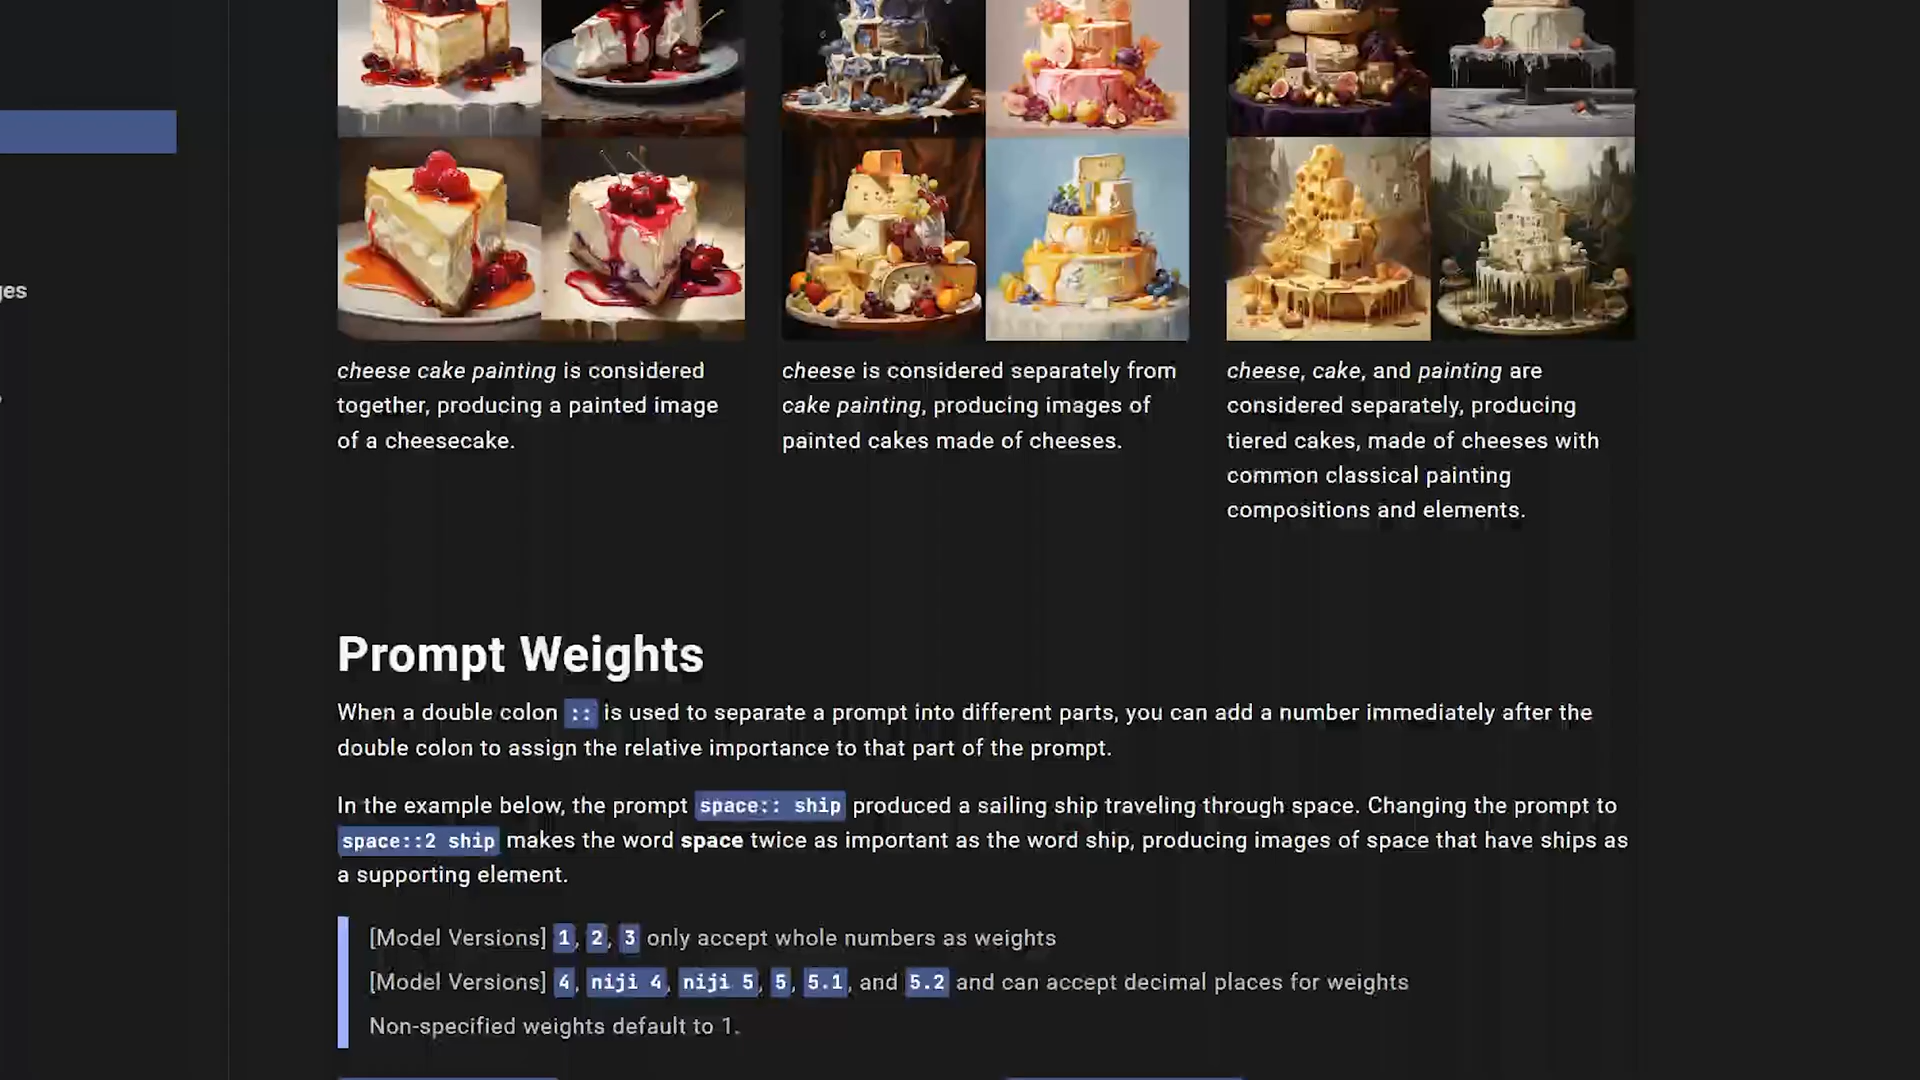 ges
cheese cake painting is considered
together, producing a painted image
of a cheesecake.
cheese is considered separately from
cake painting, producing images of
painted cakes made of cheeses.
cheese, cake, and painting are
considered separately, producing
tiered cakes, made of cheeses with
common classical painting
compositions and elements.
Prompt Weights
When a double colon :: is used to separate a prompt into different parts, you can add a number immediately after the
double colon to assign the relative importance to that part of the prompt.
In the example below, the prompt space:: ship produced a sailing ship traveling through space. Changing the prompt to
space::2 ship makes the word space twice as important as the word ship, producing images of space that have ships as
a supporting element.
[Model Versions] 1, 2, 3 only accept whole numbers as weights
[Model Versions] 4, niji 4, niji 5, 5, 5.1, and 5.2 and can accept decimal places for weights
Non-specified weights default to 1.